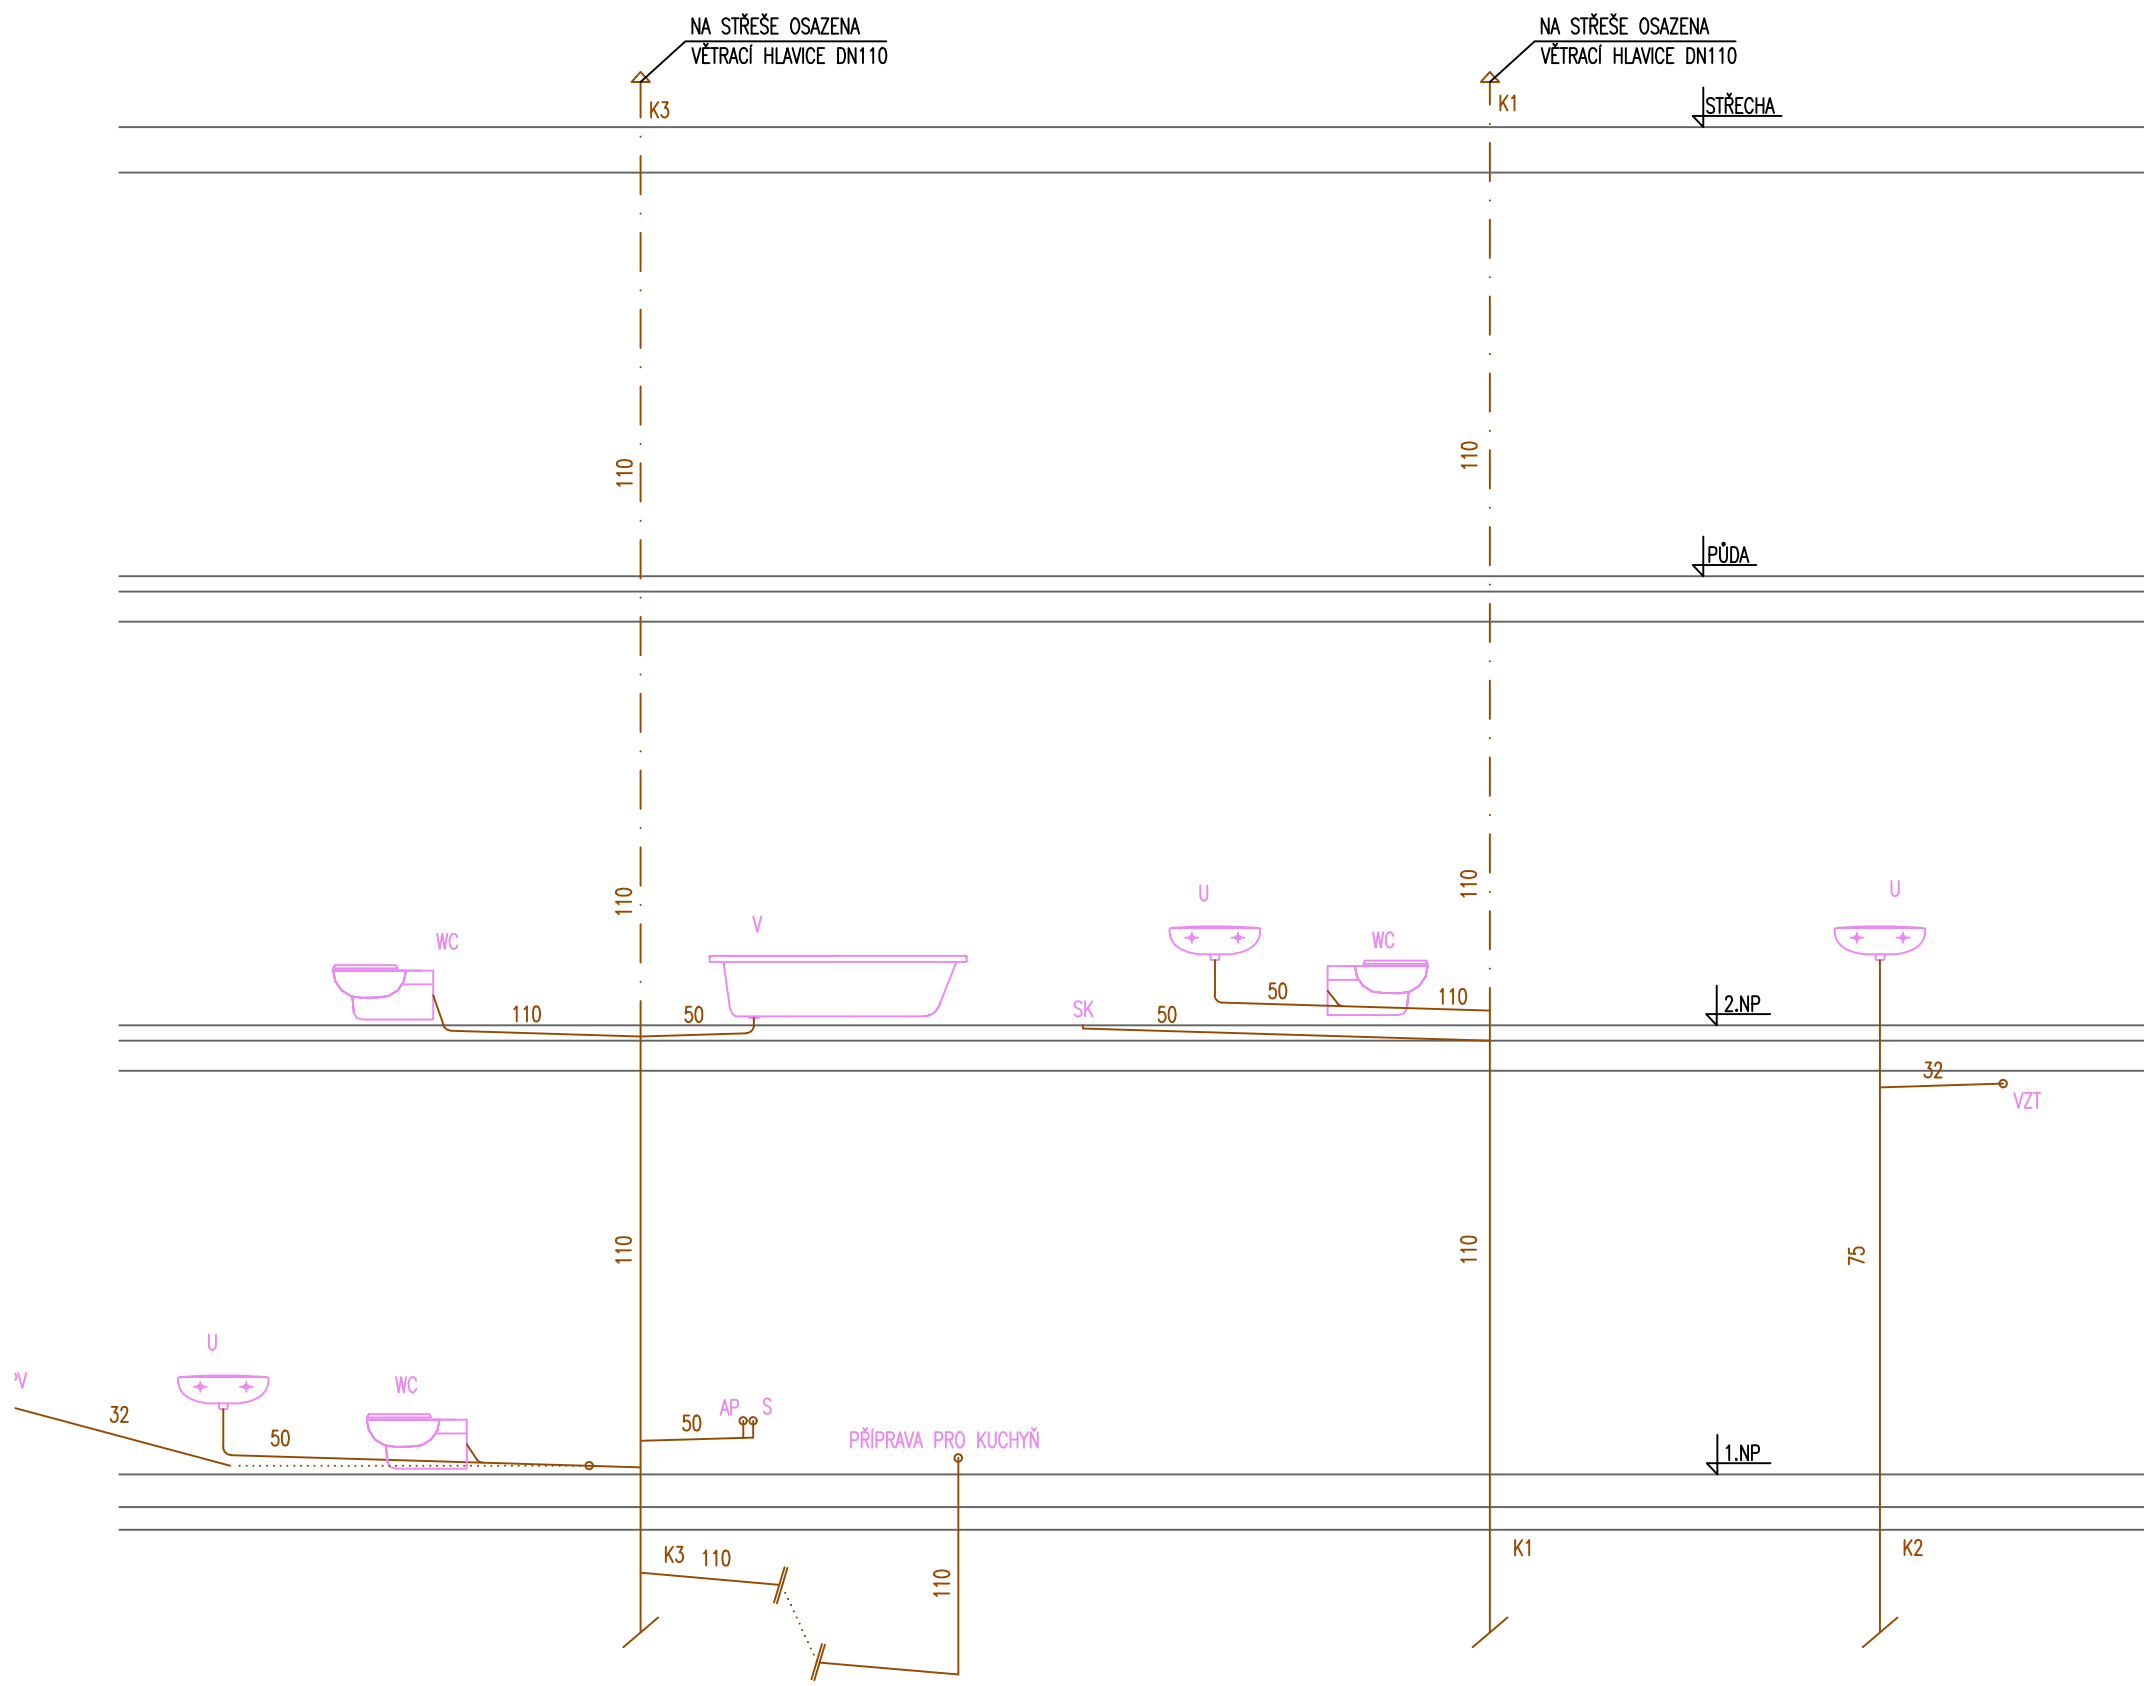 NA STŘEŠE OSAZENA
VĚTRACÍ HLAVICE DN110
NA STŘEŠE OSAZENA
VĚTRACÍ HLAVICE DN110
K3
K1
STŘECHA
110
110
PŮDA
110
110
WC
V
U
WC
U
SK
110
50
50
50
110
2.NP
32
VZT
110
110
75
U
V
WC
32
50
50
AP
S
PŘÍPRAVA PRO KUCHYŇ
1.NP
K3
110
110
K1
K2